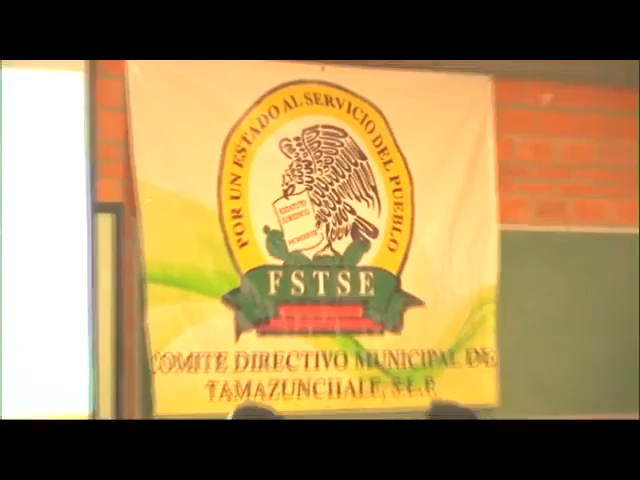 POR UN ESTADO AL SERVICIO DEL PUEBLO
FSTSE
COMITE DIRECTIVO MUNICIPAL DE
TAMAZUNCHALE, S.L.P.